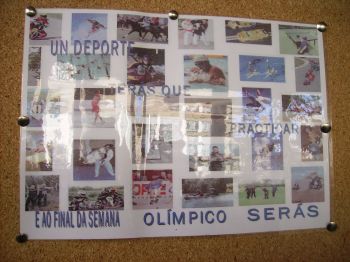 UN DEPORTE
TERÁS QUE
PRACTICAR
E AO FINAL DA SEMANA OLÍMPICO SERÁS